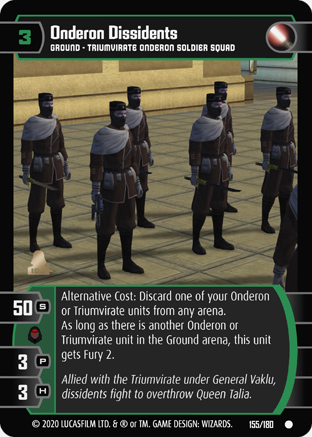 3
Onderon Dissidents
GROUND - TRIUMVIRATE ONDERON SOLDIER SQUAD
50 S
Alternative Cost: Discard one of your Onderon
or Triumvirate units from any arena.
As long as there is another Onderon or
Triumvirate unit in the Ground arena, this unit
gets Fury 2.
3 P
3 H
Allied with the Triumvirate under General Vaklu,
dissidents fight to overthrow Queen Talia.
© 2020 LUCASFILM LTD. & ® or TM. GAME DESIGN: WIZARDS. 155/180